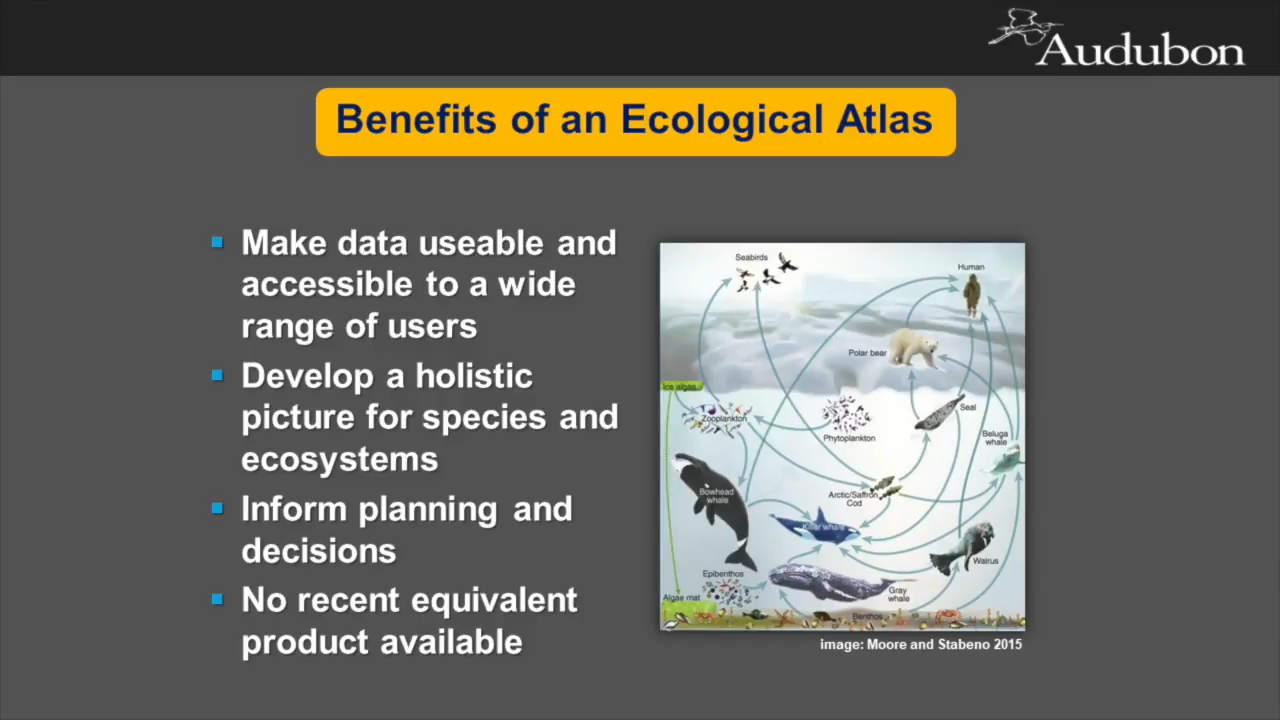 Audubon
Benefits of an Ecological Atlas
Make data useable and
accessible to a wide
range of users
Develop a holistic
picture for species and
ecosystems
Inform planning and
decisions
No recent equivalent
product available
Seabirds
Human
Polar bear
Ice algae
Zooplankton
Phytoplankton
Seal
Beluga
whale
Bowhead
whale
Arctic/Saffron
Cod
Killer whale
Walrus
Epibenthos
Gray
whale
Algae mat
Benthos
image: Moore and Stabeno 2015